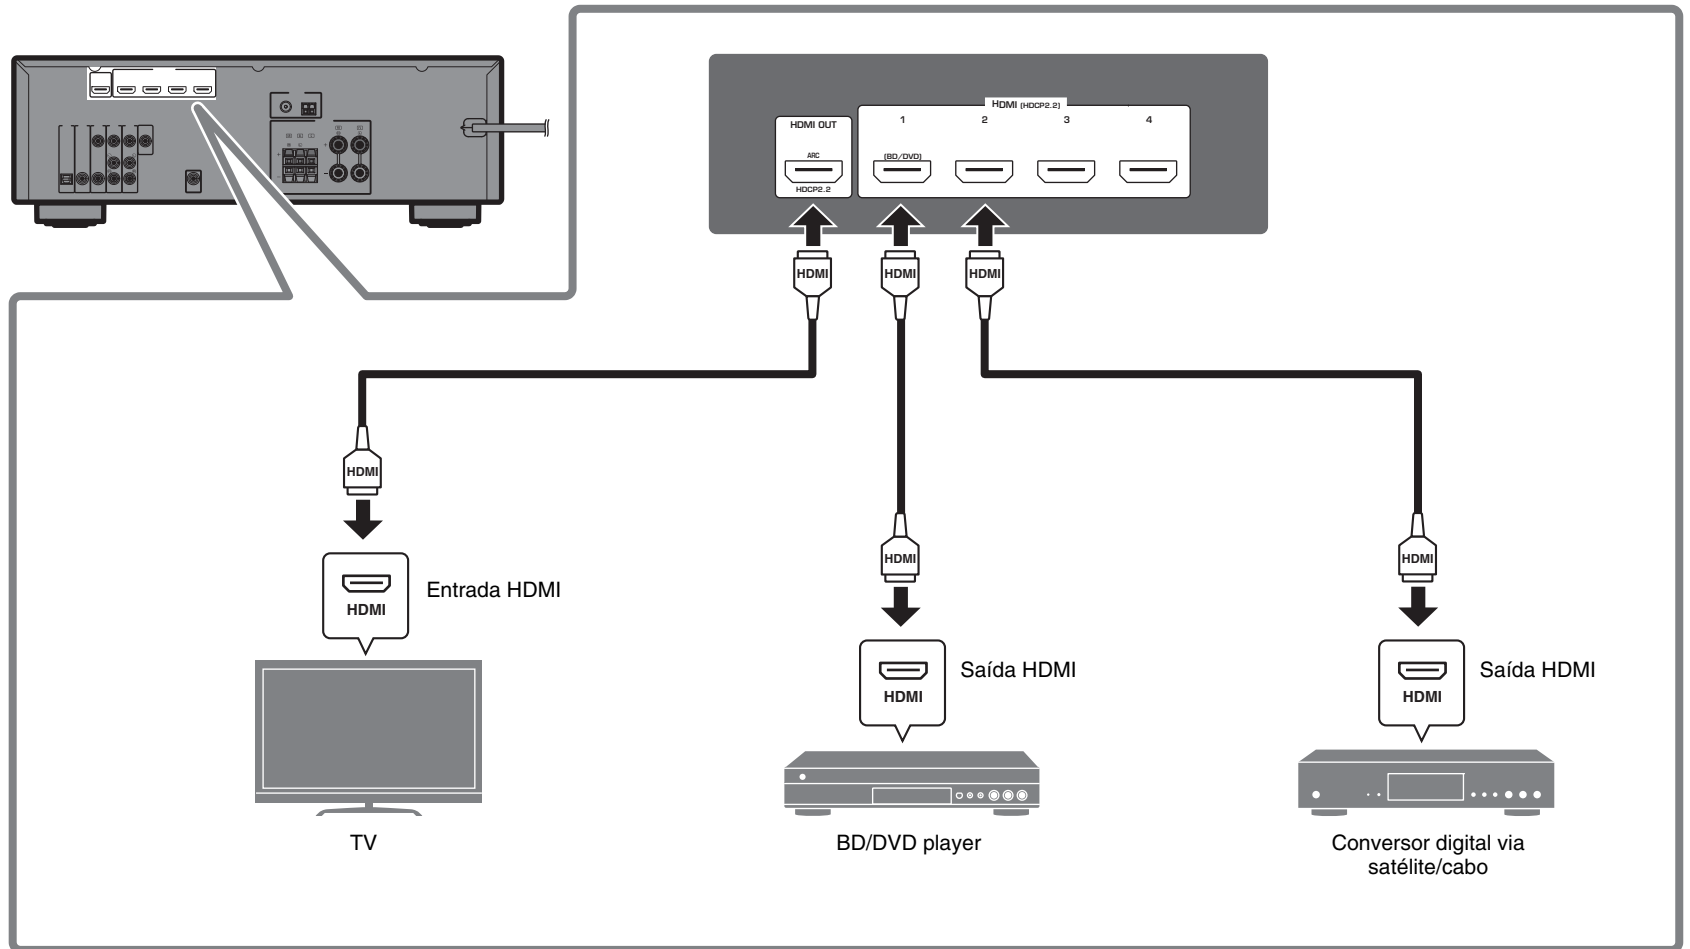 HDMI (HDCP2.2)
HDMI OUT
1
2
3
4
ARC
(BD/DVD)
HDCP2.2
HDMI
HDMI
HDMI
HDMI
HDMI
HDMI
HDMI
Entrada HDMI
HDMI
Saída HDMI
HDMI
Saída HDMI
TV
BD/DVD player
Conversor digital via
satélite/cabo